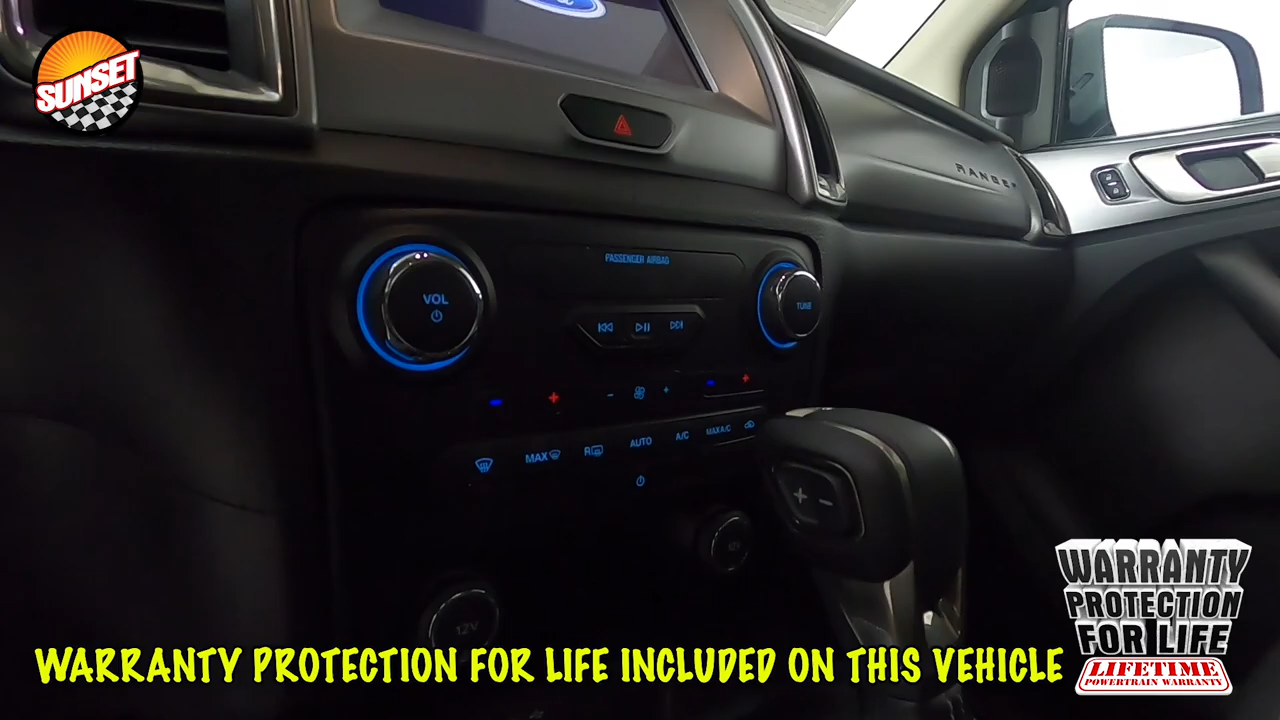 SUNSET
Ford
RANGER
PASSENGER AIRBAG
VOL
TUNE
MAX
R
AUTO
A/C
MAX A/C
+ −
12V
WARRANTY PROTECTION FOR LIFE INCLUDED ON THIS VEHICLE
WARRANTY
PROTECTION
FOR LIFE
LIFETIME
POWERTRAIN WARRANTY